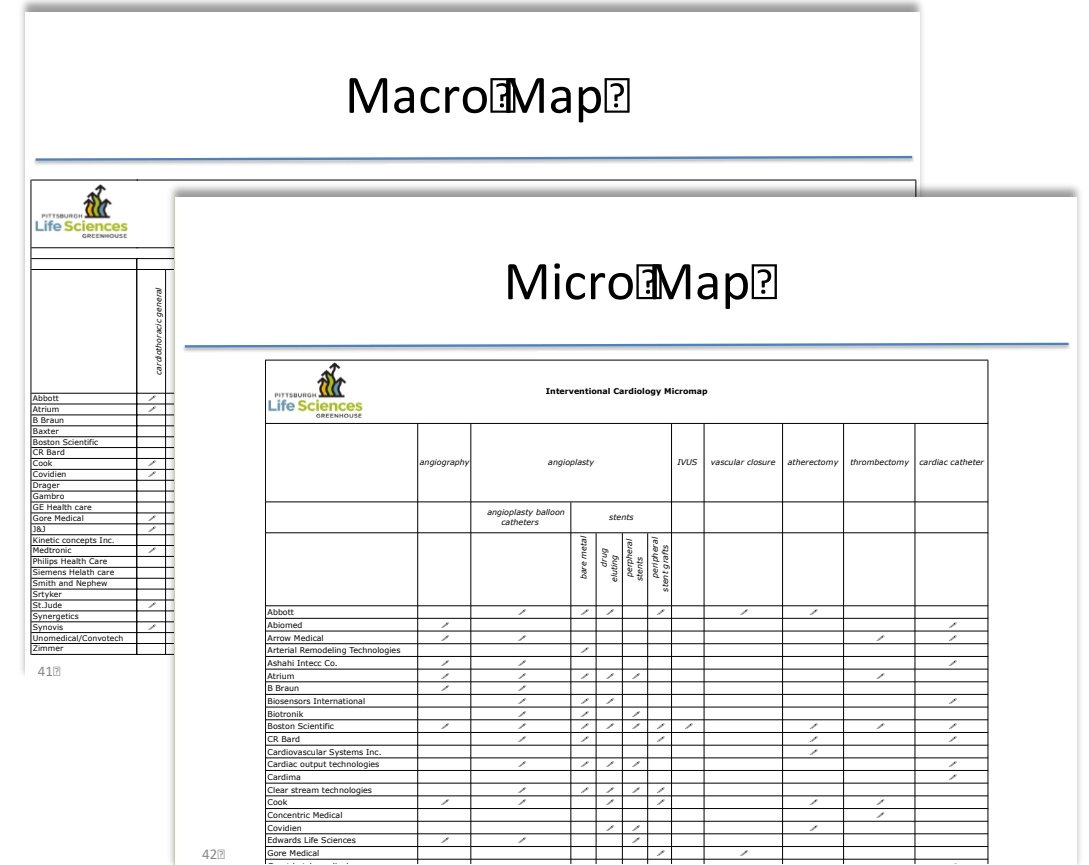 Macro Map
PITTSBURGH
Life Sciences
GREENHOUSE
cardiothoracic general
Abbott
Atrium
B Braun
Baxter
Boston Scientific
CR Bard
Cook
Covidien
Drager
Gambro
GE Health care
Gore Medical
J&J
Kinetic concepts Inc.
Medtronic
Philips Health Care
Siemens Helath care
Smith and Nephew
Srtyker
St.Jude
Synergetics
Synovis
Unomedical/Convotech
Zimmer
41
Micro Map
PITTSBURGH
Life Sciences
GREENHOUSE
Interventional Cardiology Micromap
angiography angioplasty IVUS vascular closure atherectomy thrombectomy cardiac catheter
angioplasty balloon catheters stents
bare metal
drug eluting
perpheral stents
peripheral stent grafts
Abbott
Abiomed
Arrow Medical
Arterial Remodeling Technologies
Ashahi Intecc Co.
Atrium
B Braun
Biosensors International
Biotronik
Boston Scientific
CR Bard
Cardiovascular Systems Inc.
Cardiac output technologies
Cardima
Clear stream technologies
Cook
Concentric Medical
Covidien
Edwards Life Sciences
Gore Medical
42